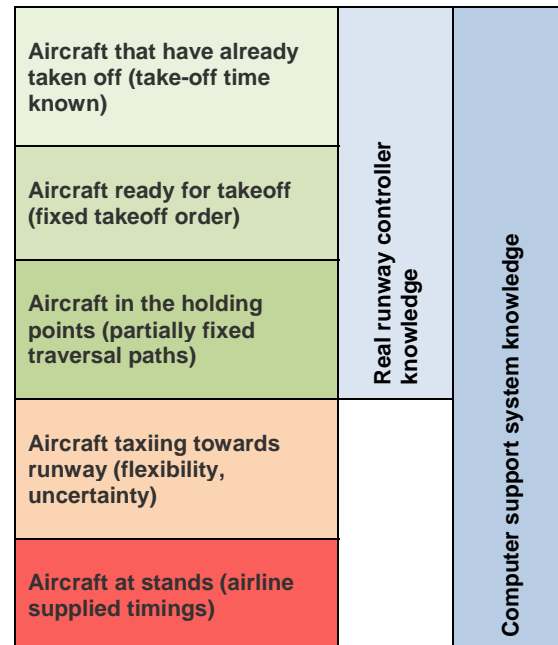 Aircraft that have already
taken off (take-off time
known)
Aircraft ready for takeoff
(fixed takeoff order)
Aircraft in the holding
points (partially fixed
traversal paths)
Aircraft taxiing towards
runway (flexibility,
uncertainty)
Aircraft at stands (airline
supplied timings)
Real runway controller
knowledge
Computer support system knowledge